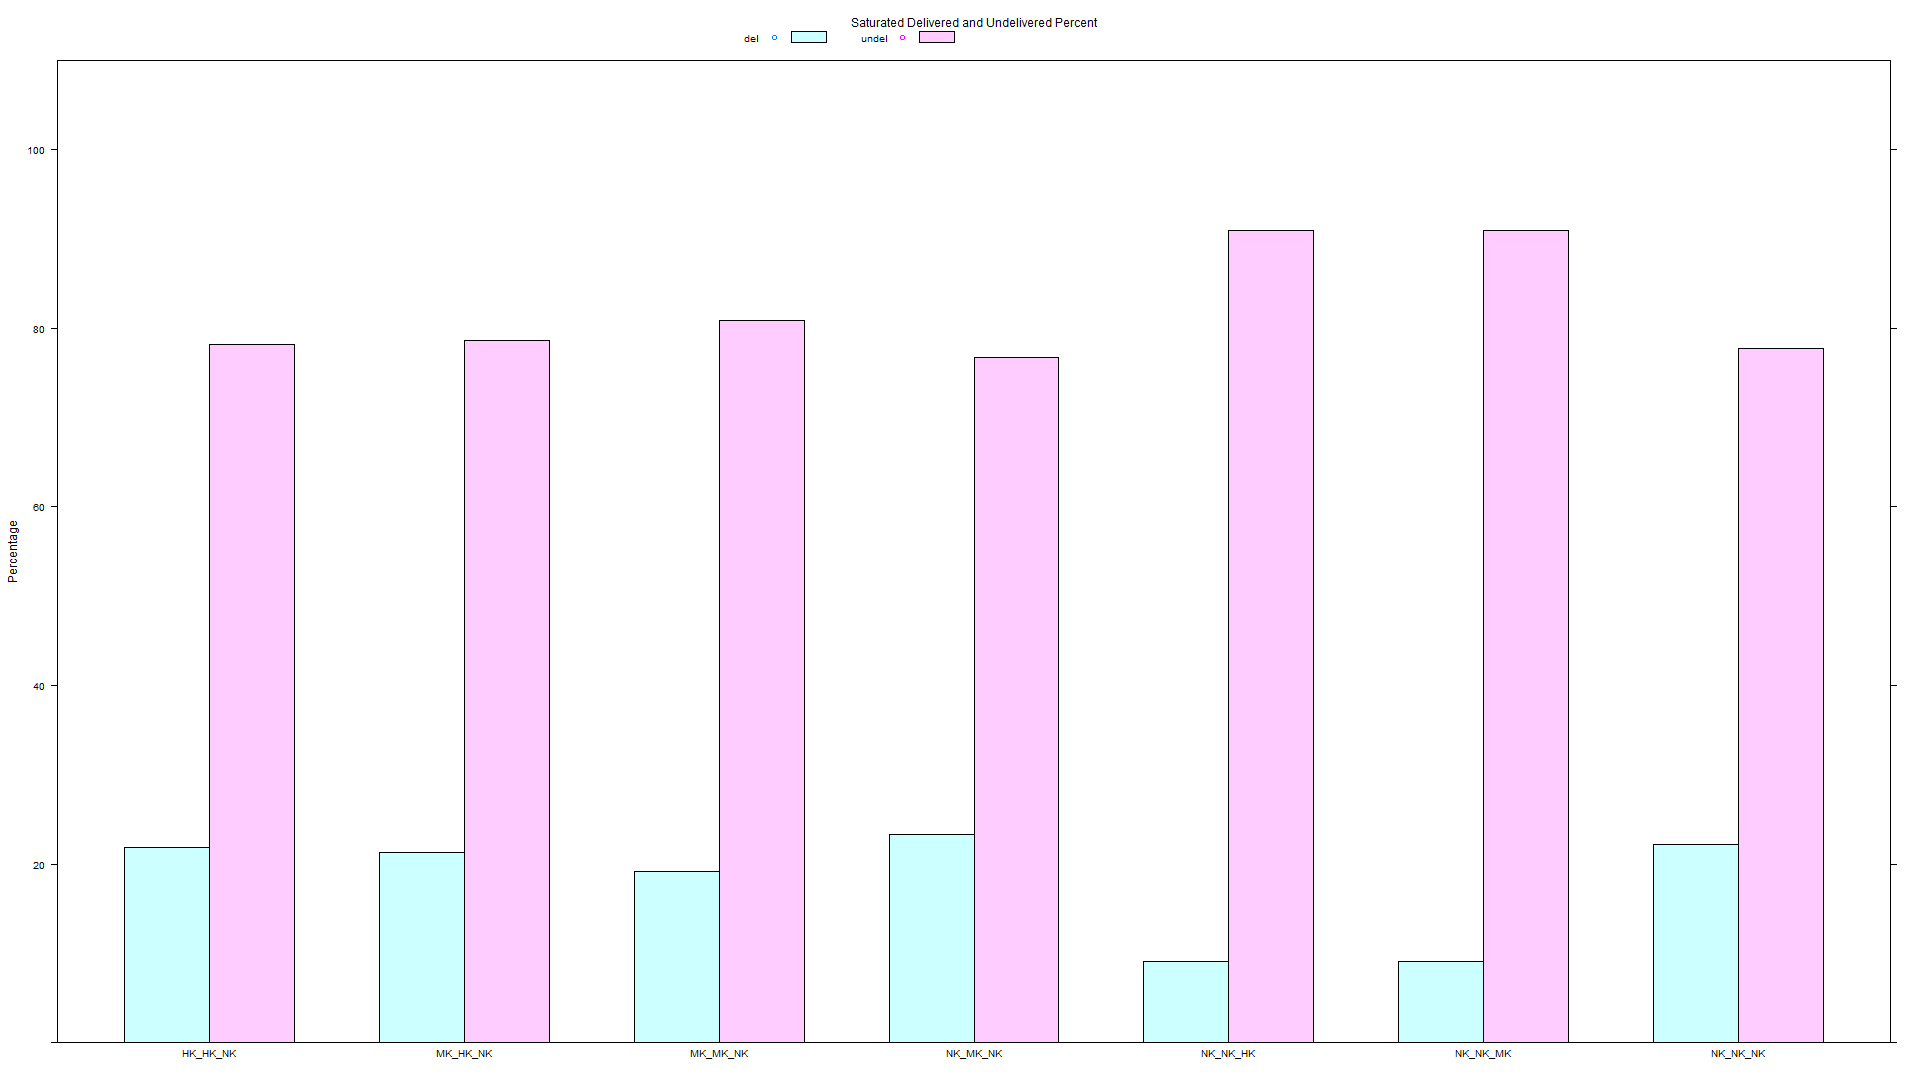 Saturated Delivered and Undelivered Percent
del undel
100
80
60
40
20
Percentage
HK_HK_NK MK_HK_NK MK_MK_NK NK_MK_NK NK_NK_HK NK_NK_MK NK_NK_NK